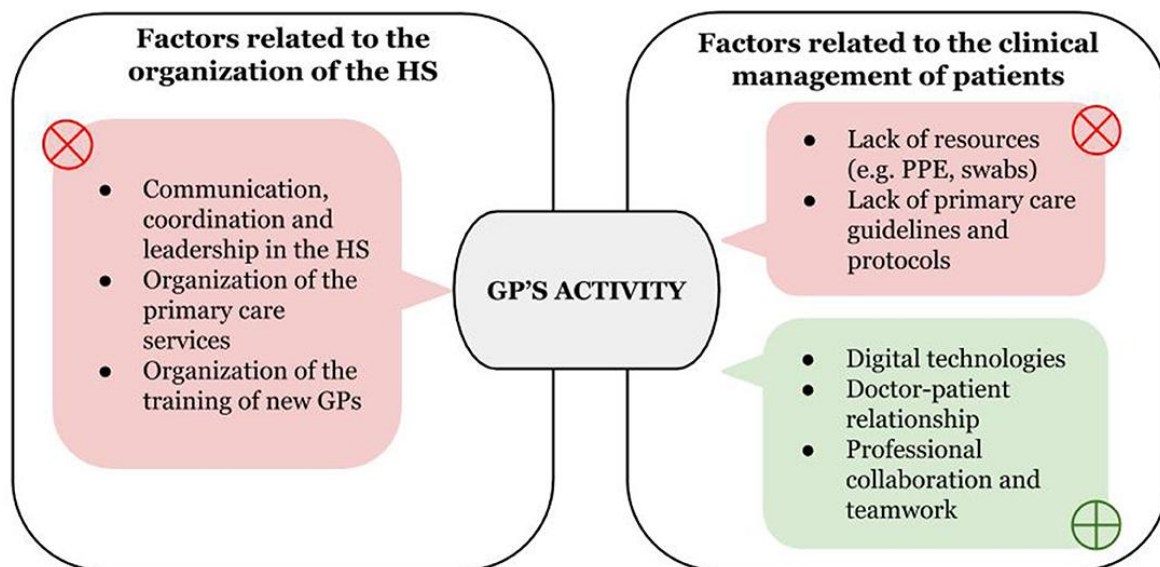 Factors related to the
organization of the HS
● Communication,
coordination and
leadership in the HS
● Organization of the
primary care
services
● Organization of the
training of new GPs
GP’S ACTIVITY
Factors related to the clinical
management of patients
● Lack of resources
(e.g. PPE, swabs)
● Lack of primary care
guidelines and
protocols
● Digital technologies
● Doctor-patient
relationship
● Professional
collaboration and
teamwork